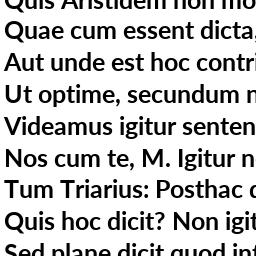 Quis Aristidem non mo
Quae cum essent dicta,
Aut unde est hoc contri
Ut optime, secundum n
Videamus igitur senten
Nos cum te, M. Igitur n
Tum Triarius: Posthac
Quis hoc dicit? Non igit
Sed plane dicit quod int